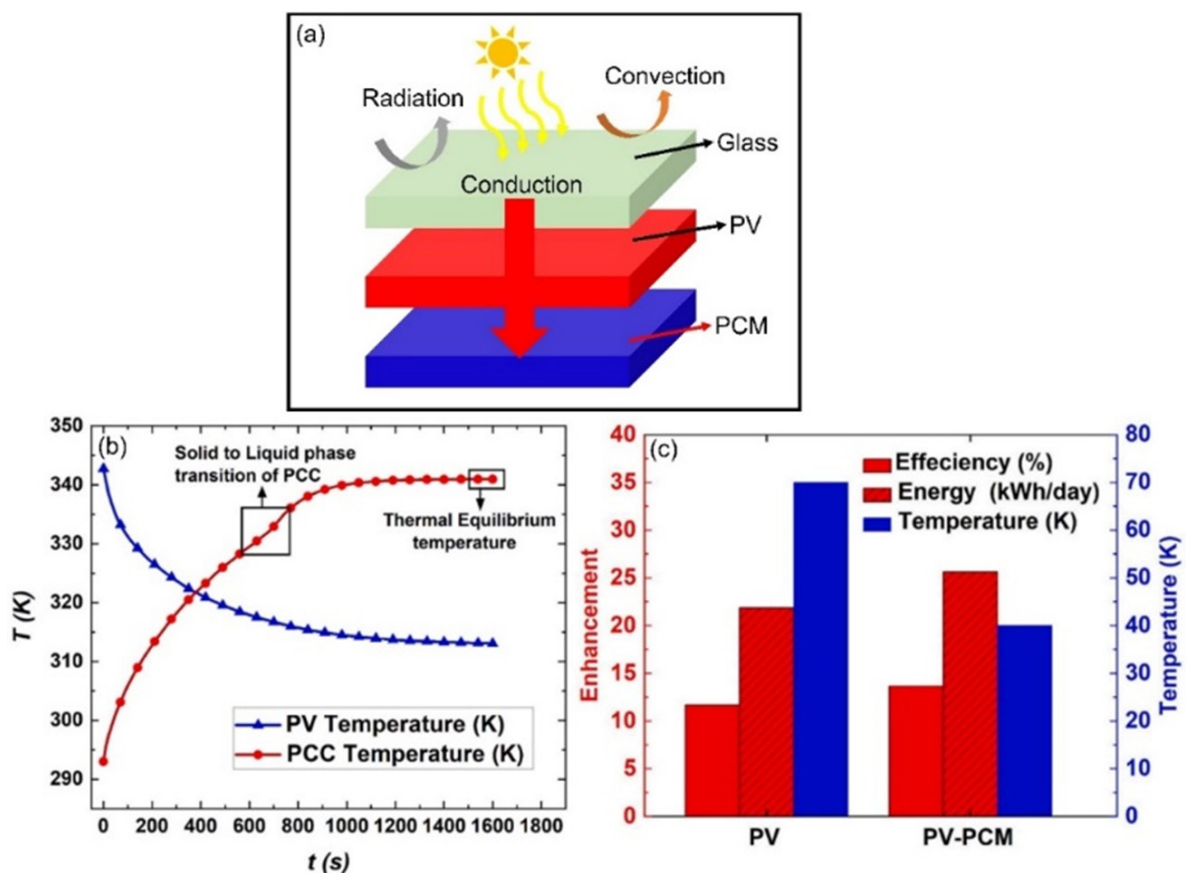 (a)
Radiation
Convection
Glass
Conduction
PV
PCM
(b)
Solid to Liquid phase
transition of PCC
Thermal Equilibrium
temperature
PV Temperature (K)
PCC Temperature (K)
350
340
330
320
310
300
290
T (K)
0 200 400 600 800 1000 1200 1400 1600 1800
t (s)
(c)
Effeciency (%)
Energy (kWh/day)
Temperature (K)
40
35
30
25
20
15
10
5
0
Enhancement
80
70
60
50
40
30
20
10
0
Temperature (K)
PV PV-PCM